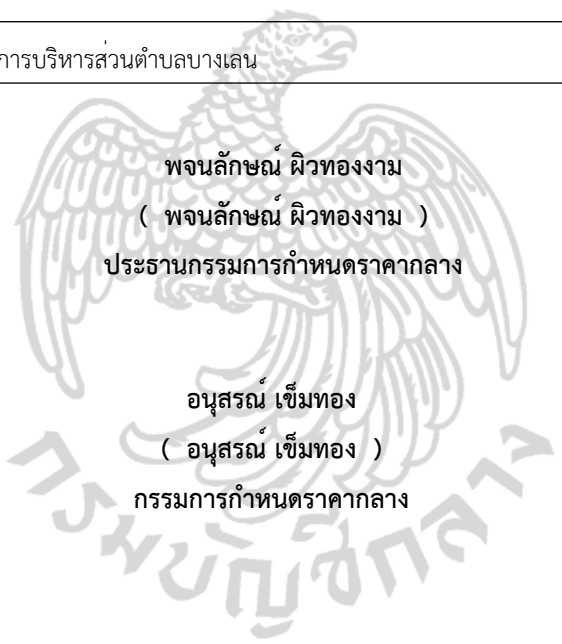 การบริหารส่วนตำบลบางเลน
พจนลักษณ์ ผิวทองงาม
( พจนลักษณ์ ผิวทองงาม )
ประธานกรรมการกำหนดราคากลาง
อนุสรณ์ เข็มทอง
( อนุสรณ์ เข็มทอง )
กรรมการกำหนดราคากลาง
กรมบัญชีกลาง